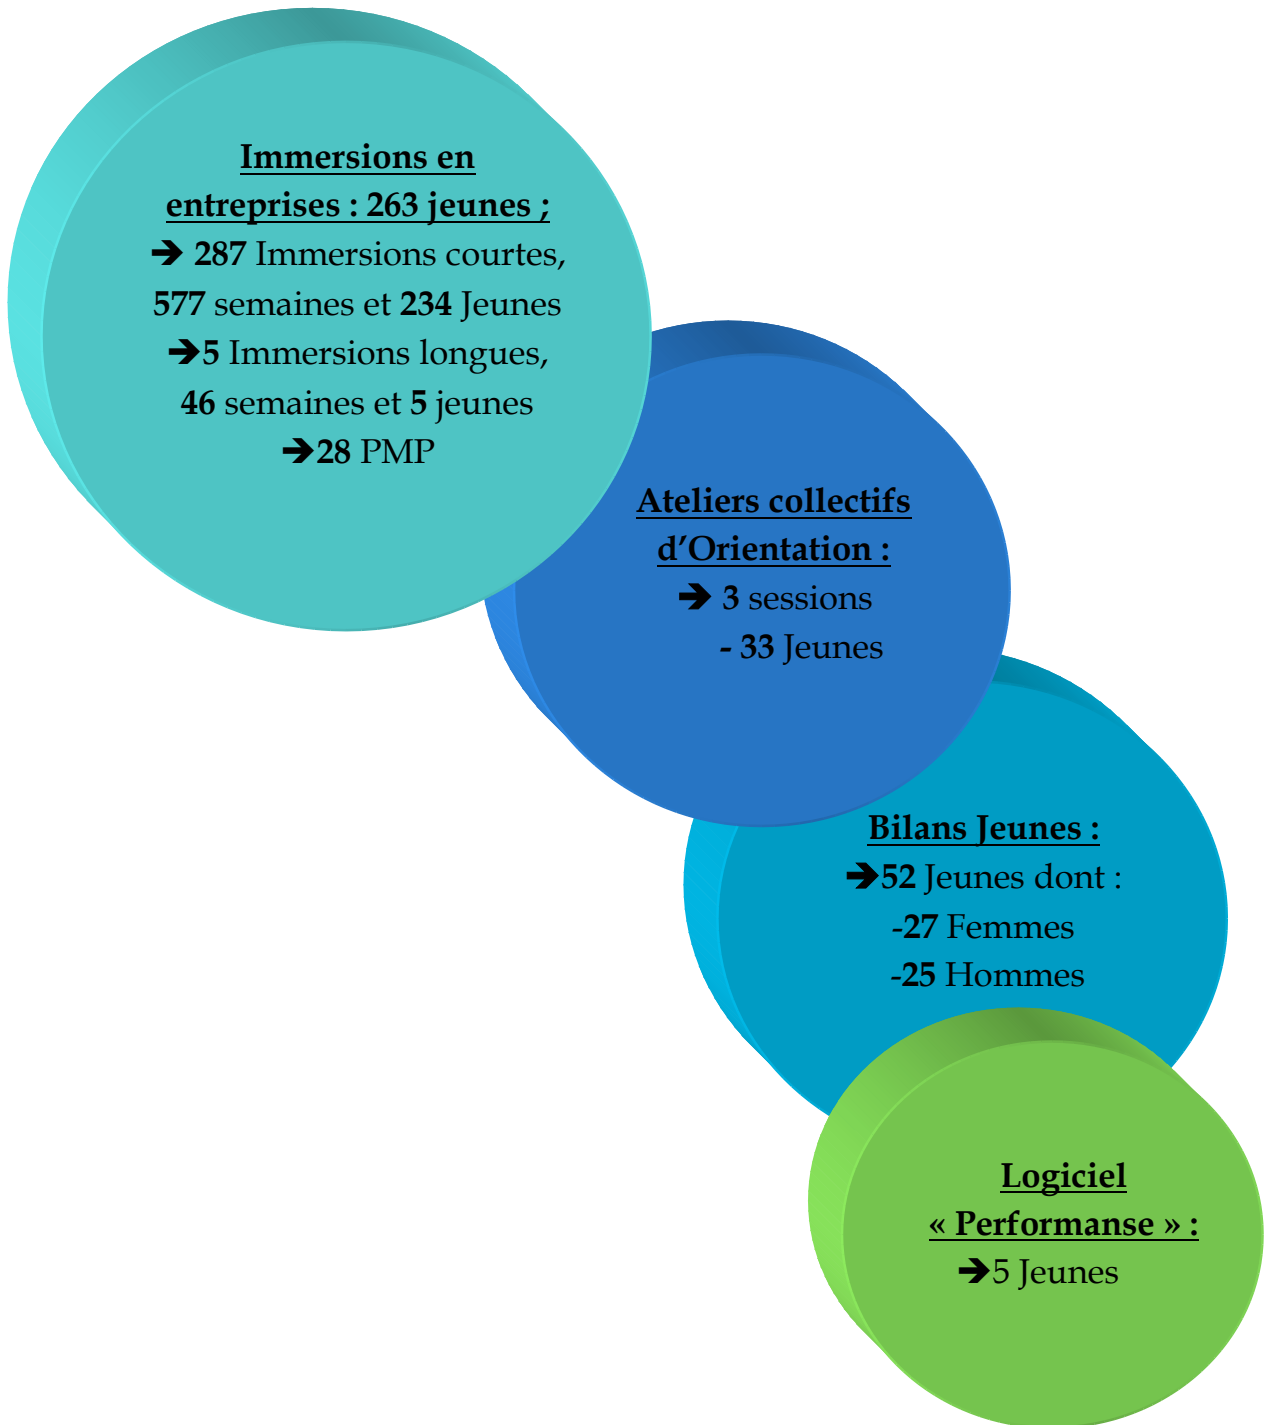 Immersions en
entreprises : 263 jeunes ;
➔ 287 Immersions courtes,
577 semaines et 234 Jeunes
➔5 Immersions longues,
46 semaines et 5 jeunes
➔28 PMP
Ateliers collectifs
d’Orientation :
➔ 3 sessions
- 33 Jeunes
Bilans Jeunes :
➔52 Jeunes dont :
-27 Femmes
-25 Hommes
Logiciel
« Performanse » :
➔5 Jeunes